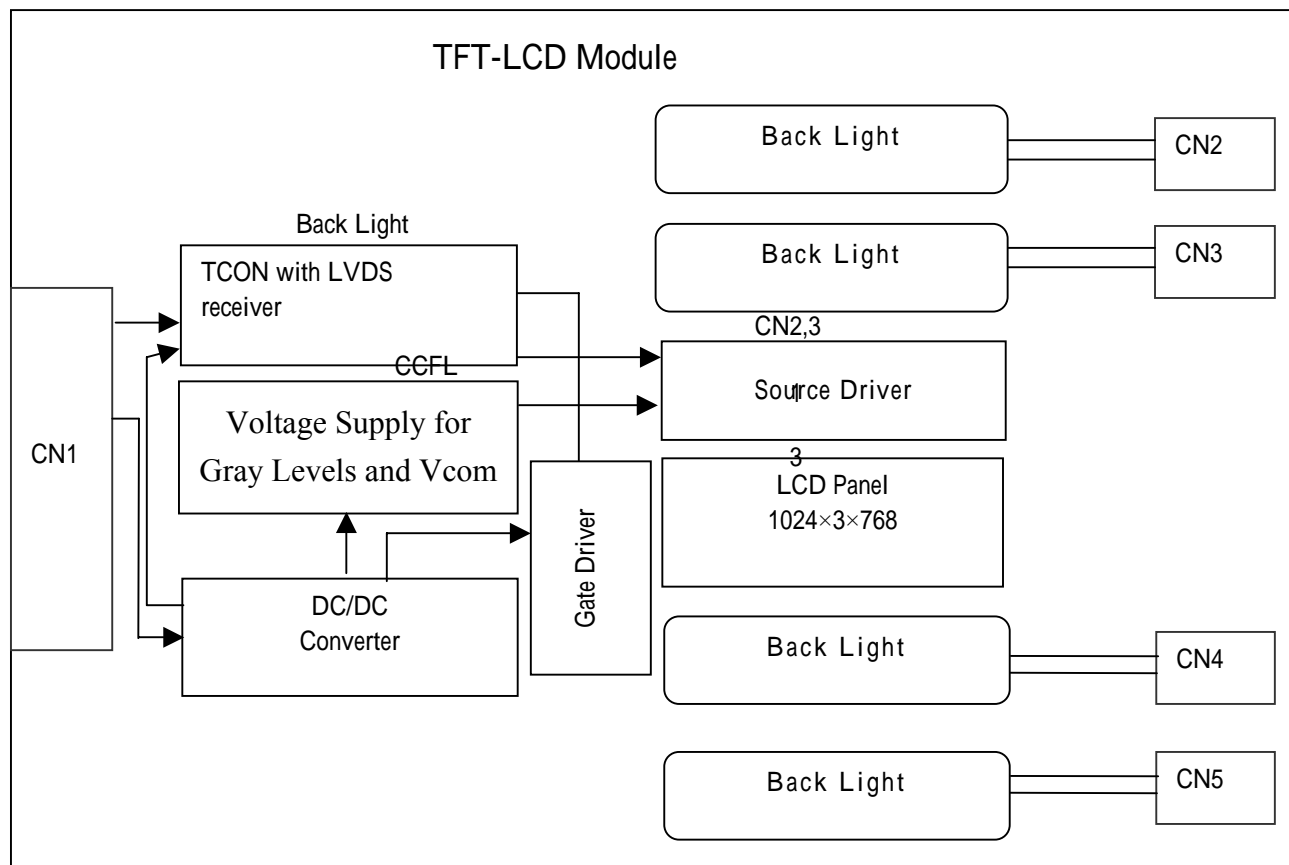 TFT-LCD Module
Back Light
CN2
Back Light
CN3
Back Light
TCON with LVDS
receiver
CCFL
CN2,3
1
Source Driver
Voltage Supply for
Gray Levels and Vcom
CN1
3
LCD Panel
1024×3×768
Gate Driver
DC/DC
Converter
Back Light
CN4
Back Light
CN5